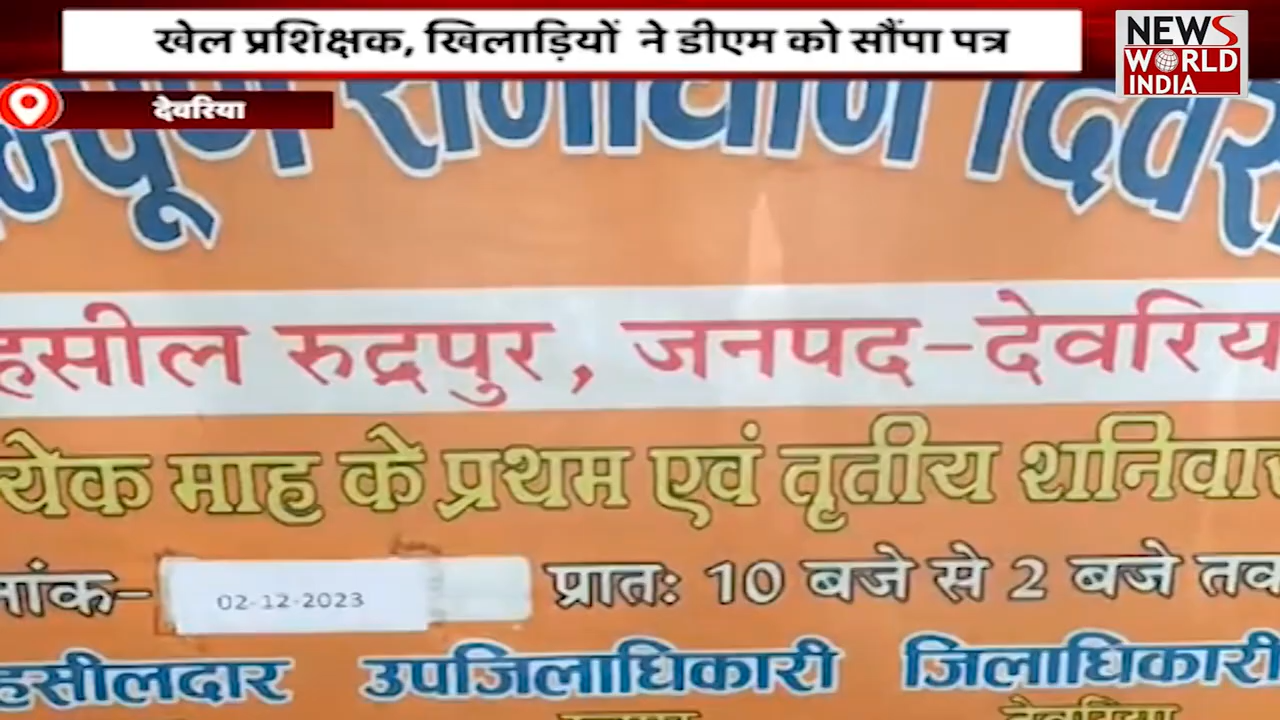 खेल प्रशिक्षक, खिलाड़ियों ने डीएम को सौंपा पत्र
NEWS
WORLD
INDIA
देवरिया
हसील रुद्रपुर, जनपद-देवरिय
येक माह के प्रथम एवं तृतीय शनिवार
नांक- 02-12-2023 प्रातः 10 बजे से 2 बजे तक
हसीलदार उपजिलाधिकारी जिलाधिकारी